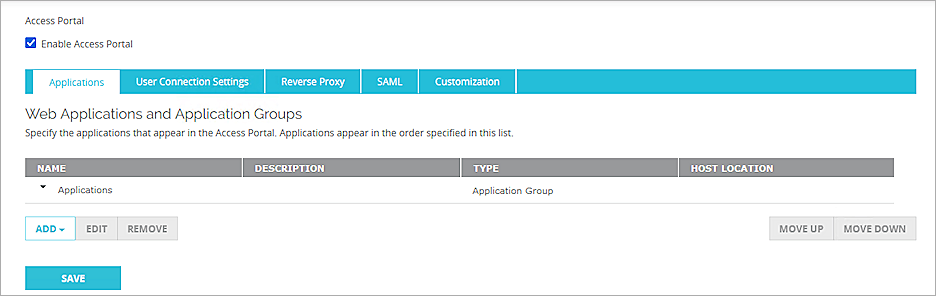 Access Portal
Enable Access Portal
Applications User Connection Settings Reverse Proxy SAML Customization
Web Applications and Application Groups
Specify the applications that appear in the Access Portal. Applications appear in the order specified in this list.
NAME DESCRIPTION TYPE HOST LOCATION
Applications Application Group
ADD EDIT REMOVE MOVE UP MOVE DOWN
SAVE